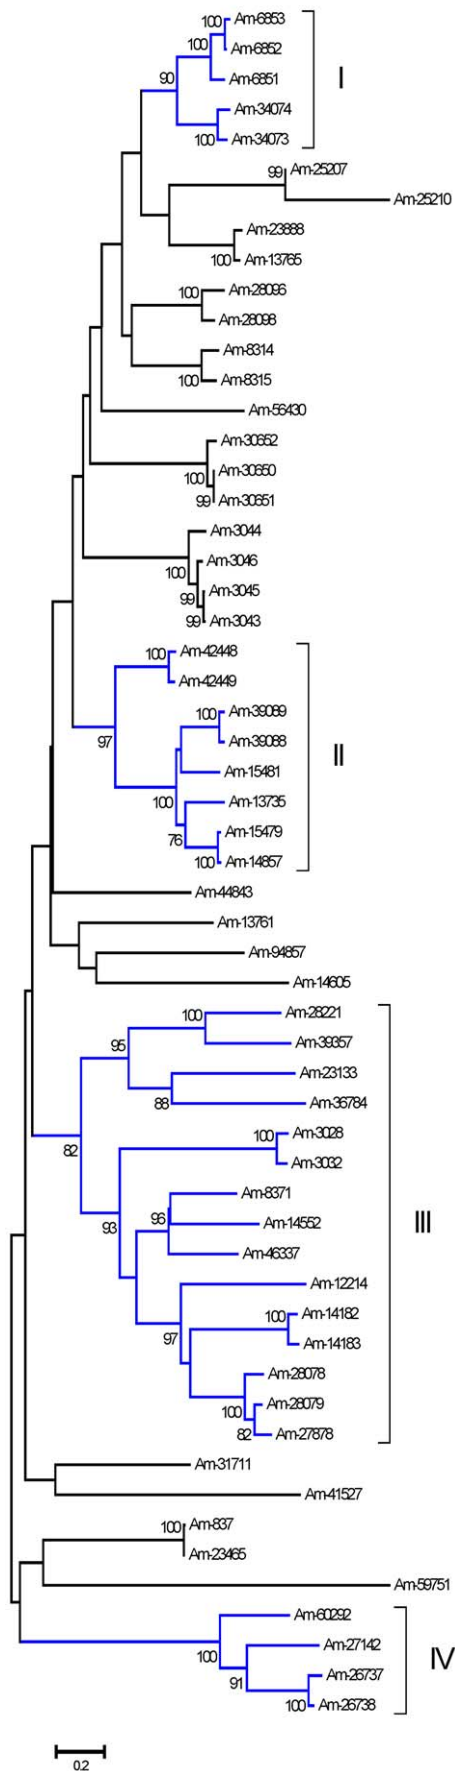 100 Am-6853
100 Am-6852
90 Am-6851
I
Am-34074
100 Am-34073
99 Am-25207
Am-25210
Am-23888
100 Am-13765
100 Am-28096
Am-28098
Am-8314
100 Am-8315
Am-56430
Am-30652
100 Am-30650
99 Am-30651
Am-3044
100 Am-3046
99 Am-3045
99 Am-3043
100 Am-42448
Am-42449
97
100 Am-39089
Am-39088
II
Am-15481
100 Am-13735
76 Am-15479
100 Am-14857
Am-44843
Am-13761
Am-94857
Am-14605
100 Am-28221
95 Am-39357
Am-23133
88 Am-36784
100 Am-3028
82 Am-3032
Am-8371
96 Am-14552
93
III
Am-46337
Am-12214
100 Am-14182
97 Am-14183
Am-28078
100 Am-28079
82 Am-27878
Am-31711
Am-41527
100 Am-837
Am-23465
Am-59751
Am-60292
100 Am-27142
IV
91 Am-26737
100 Am-26738
0.2